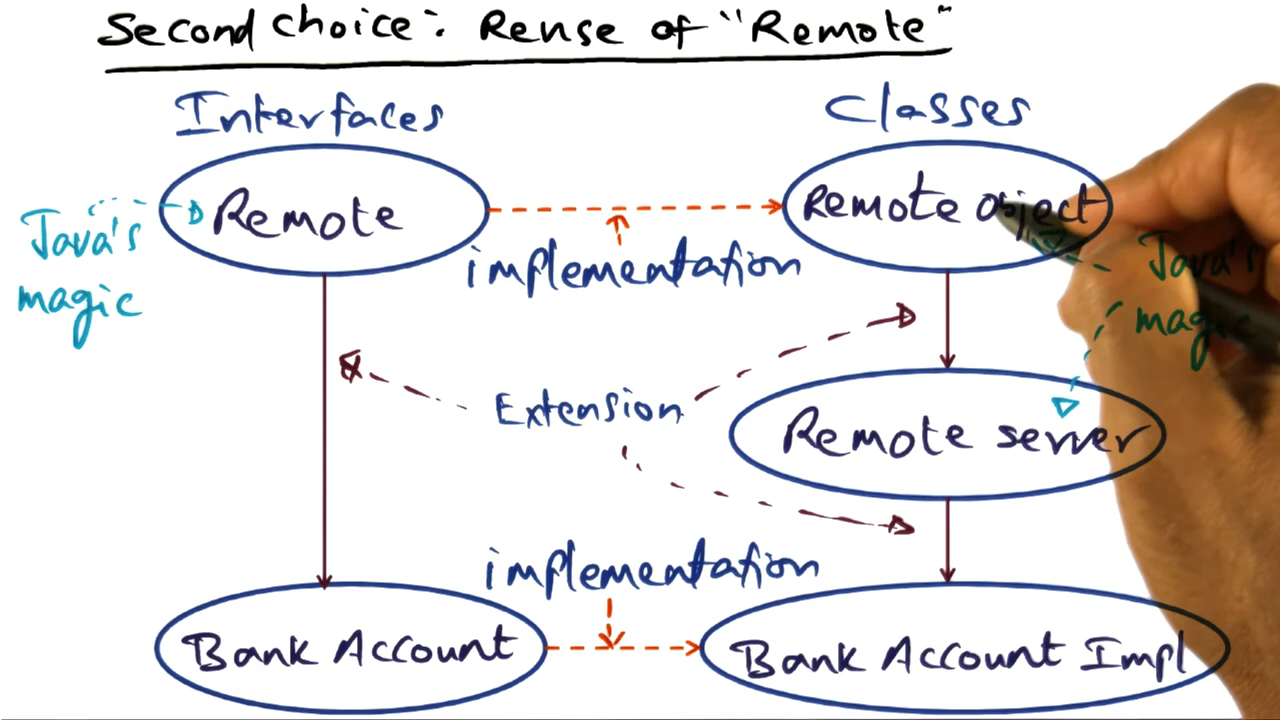 Second choice: Reuse of "Remote"
Interfaces
Classes
Java's
magic
Remote
implementation
Remote object
Java's
magic
Extension
Remote server
implementation
Bank Account
Bank Account Impl